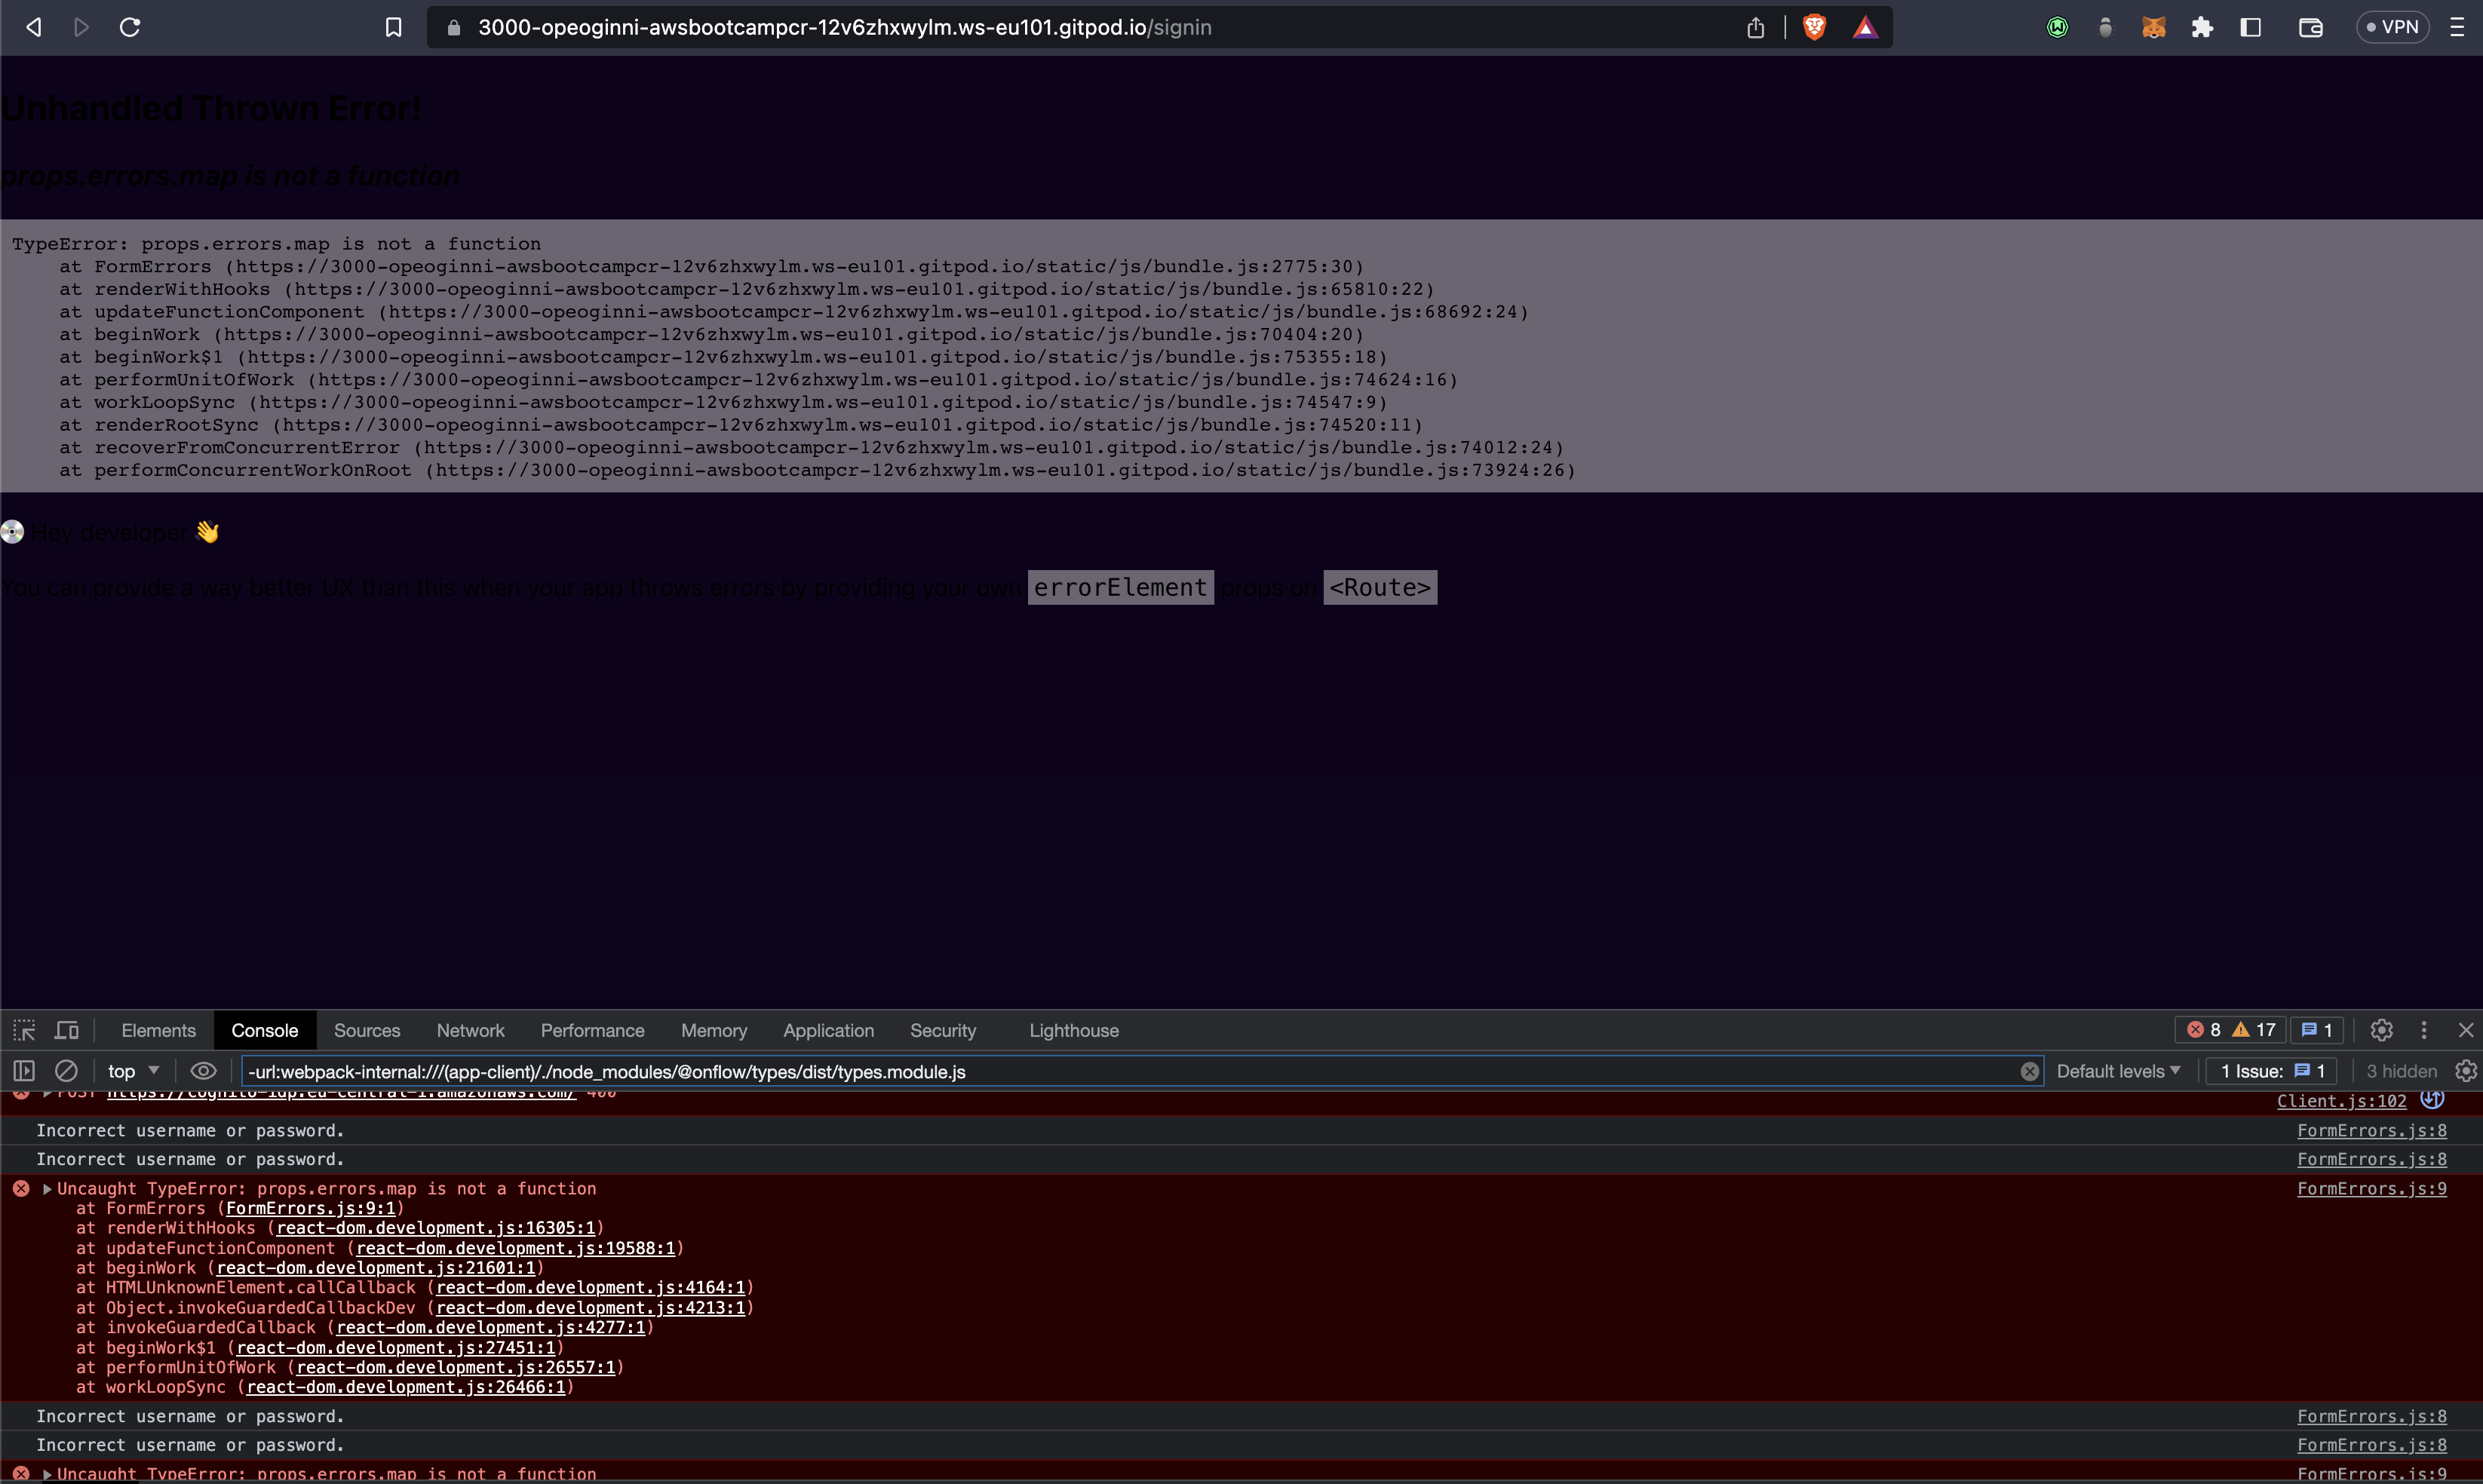 3000-opeoginni-awsbootcampcr-12v6zhxwylm.ws-eu101.gitpod.io/signin
VPN
Unhandled Thrown Error!
props.errors.map is not a function
TypeError: props.errors.map is not a function
at FormErrors (https://3000-opeoginni-awsbootcampcr-12v6zhxwylm.ws-eu101.gitpod.io/static/js/bundle.js:2775:30)
at renderWithHooks (https://3000-opeoginni-awsbootcampcr-12v6zhxwylm.ws-eu101.gitpod.io/static/js/bundle.js:65810:22)
at updateFunctionComponent (https://3000-opeoginni-awsbootcampcr-12v6zhxwylm.ws-eu101.gitpod.io/static/js/bundle.js:68692:24)
at beginWork (https://3000-opeoginni-awsbootcampcr-12v6zhxwylm.ws-eu101.gitpod.io/static/js/bundle.js:70404:20)
at beginWork$1 (https://3000-opeoginni-awsbootcampcr-12v6zhxwylm.ws-eu101.gitpod.io/static/js/bundle.js:75355:18)
at performUnitOfWork (https://3000-opeoginni-awsbootcampcr-12v6zhxwylm.ws-eu101.gitpod.io/static/js/bundle.js:74624:16)
at workLoopSync (https://3000-opeoginni-awsbootcampcr-12v6zhxwylm.ws-eu101.gitpod.io/static/js/bundle.js:74547:9)
at renderRootSync (https://3000-opeoginni-awsbootcampcr-12v6zhxwylm.ws-eu101.gitpod.io/static/js/bundle.js:74520:11)
at recoverFromConcurrentError (https://3000-opeoginni-awsbootcampcr-12v6zhxwylm.ws-eu101.gitpod.io/static/js/bundle.js:74012:24)
at performConcurrentWorkOnRoot (https://3000-opeoginni-awsbootcampcr-12v6zhxwylm.ws-eu101.gitpod.io/static/js/bundle.js:73924:26)
💿 Hey developer 👋
You can provide a way better UX than this when your app throws errors by providing your own errorElement props on <Route>
Elements Console Sources Network Performance Memory Application Security Lighthouse 8 17 1
top -url:webpack-internal:///(app-client)/./node_modules/@onflow/types/dist/types.module.js Default levels 1 Issue: 1 3 hidden
POST https://cognito-idp.eu-central-1.amazonaws.com/ 400 Client.js:102
Incorrect username or password. FormErrors.js:8
Incorrect username or password. FormErrors.js:8
Uncaught TypeError: props.errors.map is not a function FormErrors.js:9
at FormErrors (FormErrors.js:9:1)
at renderWithHooks (react-dom.development.js:16305:1)
at updateFunctionComponent (react-dom.development.js:19588:1)
at beginWork (react-dom.development.js:21601:1)
at HTMLUnknownElement.callCallback (react-dom.development.js:4164:1)
at Object.invokeGuardedCallbackDev (react-dom.development.js:4213:1)
at invokeGuardedCallback (react-dom.development.js:4277:1)
at beginWork$1 (react-dom.development.js:27451:1)
at performUnitOfWork (react-dom.development.js:26557:1)
at workLoopSync (react-dom.development.js:26466:1)
Incorrect username or password. FormErrors.js:8
Incorrect username or password. FormErrors.js:8
Uncaught TypeError: props.errors.map is not a function FormErrors.js:9